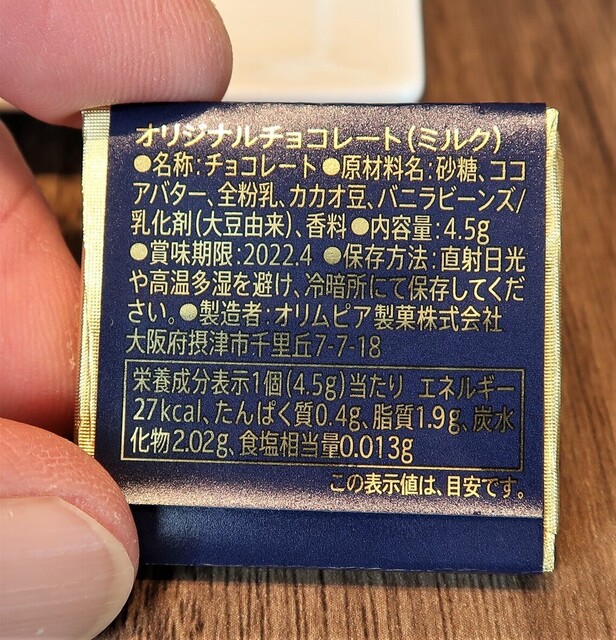 オリジナルチョコレート(ミルク)
●名称:チョコレート●原材料名:砂糖、ココ
アバター、全粉乳、カカオ豆、バニラビーンズ/
乳化剤(大豆由来)、香料●内容量:4.5g
●賞味期限:2022.4 ●保存方法:直射日光
や高温多湿を避け、冷暗所にて保存してくだ
さい。●製造者:オリムピア製菓株式会社
大阪府摂津市千里丘7-7-18
栄養成分表示1個(4.5g)当たり エネルギー
27kcal、たんぱく質0.4g、脂質1.9g、炭水
化物2.02g、食塩相当量0.013g
この表示値は、目安です。